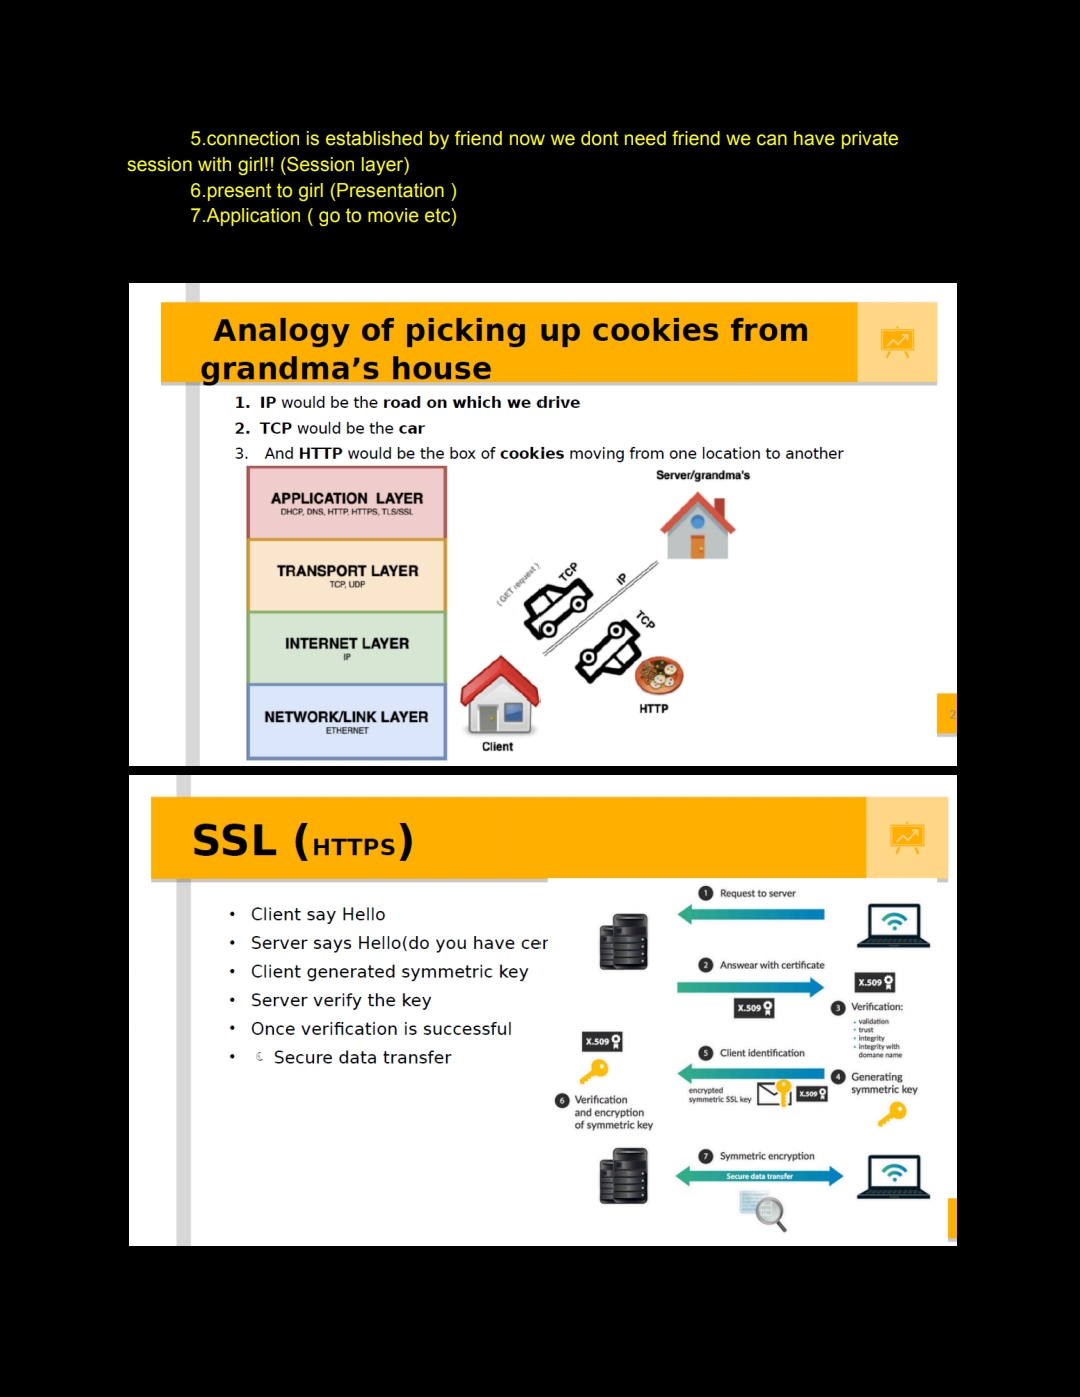 5.connection is established by friend now we dont need friend we can have private
session with girl!! (Session layer)
6.present to girl (Presentation )
7.Application ( go to movie etc)
Analogy of picking up cookies from
grandma’s house
1. IP would be the road on which we drive
2. TCP would be the car
3. And HTTP would be the box of cookies moving from one location to another
APPLICATION LAYER
DHCP, DNS, HTTP, HTTPS, TLS/SSL
TRANSPORT LAYER
TCP, UDP
INTERNET LAYER
IP
NETWORK/LINK LAYER
ETHERNET
Server/grandma's
( GET request )
TCP
IP
TCP
HTTP
Client
2
SSL (HTTPS)
• Client say Hello
• Server says Hello(do you have cer
• Client generated symmetric key
• Server verify the key
• Once verification is successful
• Secure data transfer
1 Request to server
2 Answear with certificate
X.509
X.509
3 Verification:
• validation
• trust
• integrity
• integrity with
domane name
X.509
5 Client identification
encrypted
symmetric SSL key
X.509
4 Generating
symmetric key
6 Verification
and encryption
of symmetric key
7 Symmetric encryption
Secure data transfer